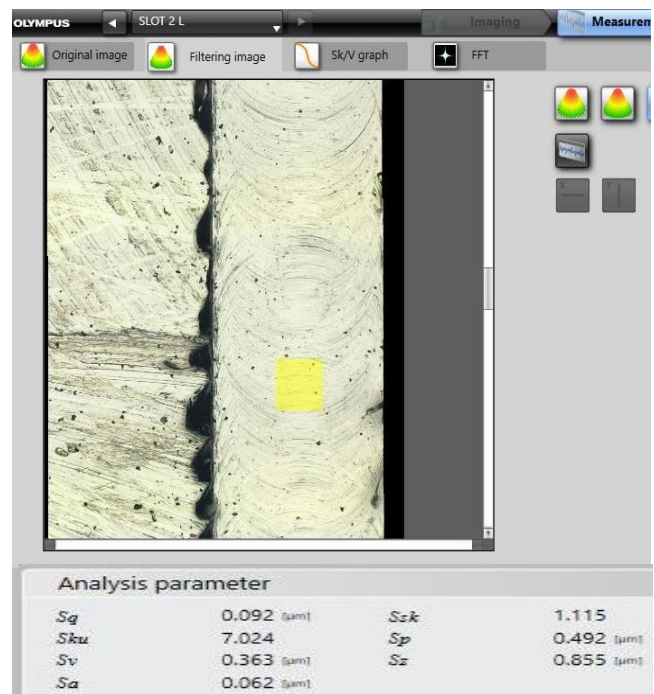 OLYMPUS SLOT 2 L Imaging Measuremen
Original image Filtering image Sk/V graph FFT
X Y
Analysis parameter
Sq 0.092 [µm] Ssk 1.115
Sku 7.024 Sp 0.492 [µm]
Sv 0.363 [µm] Sz 0.855 [µm]
Sa 0.062 [µm]